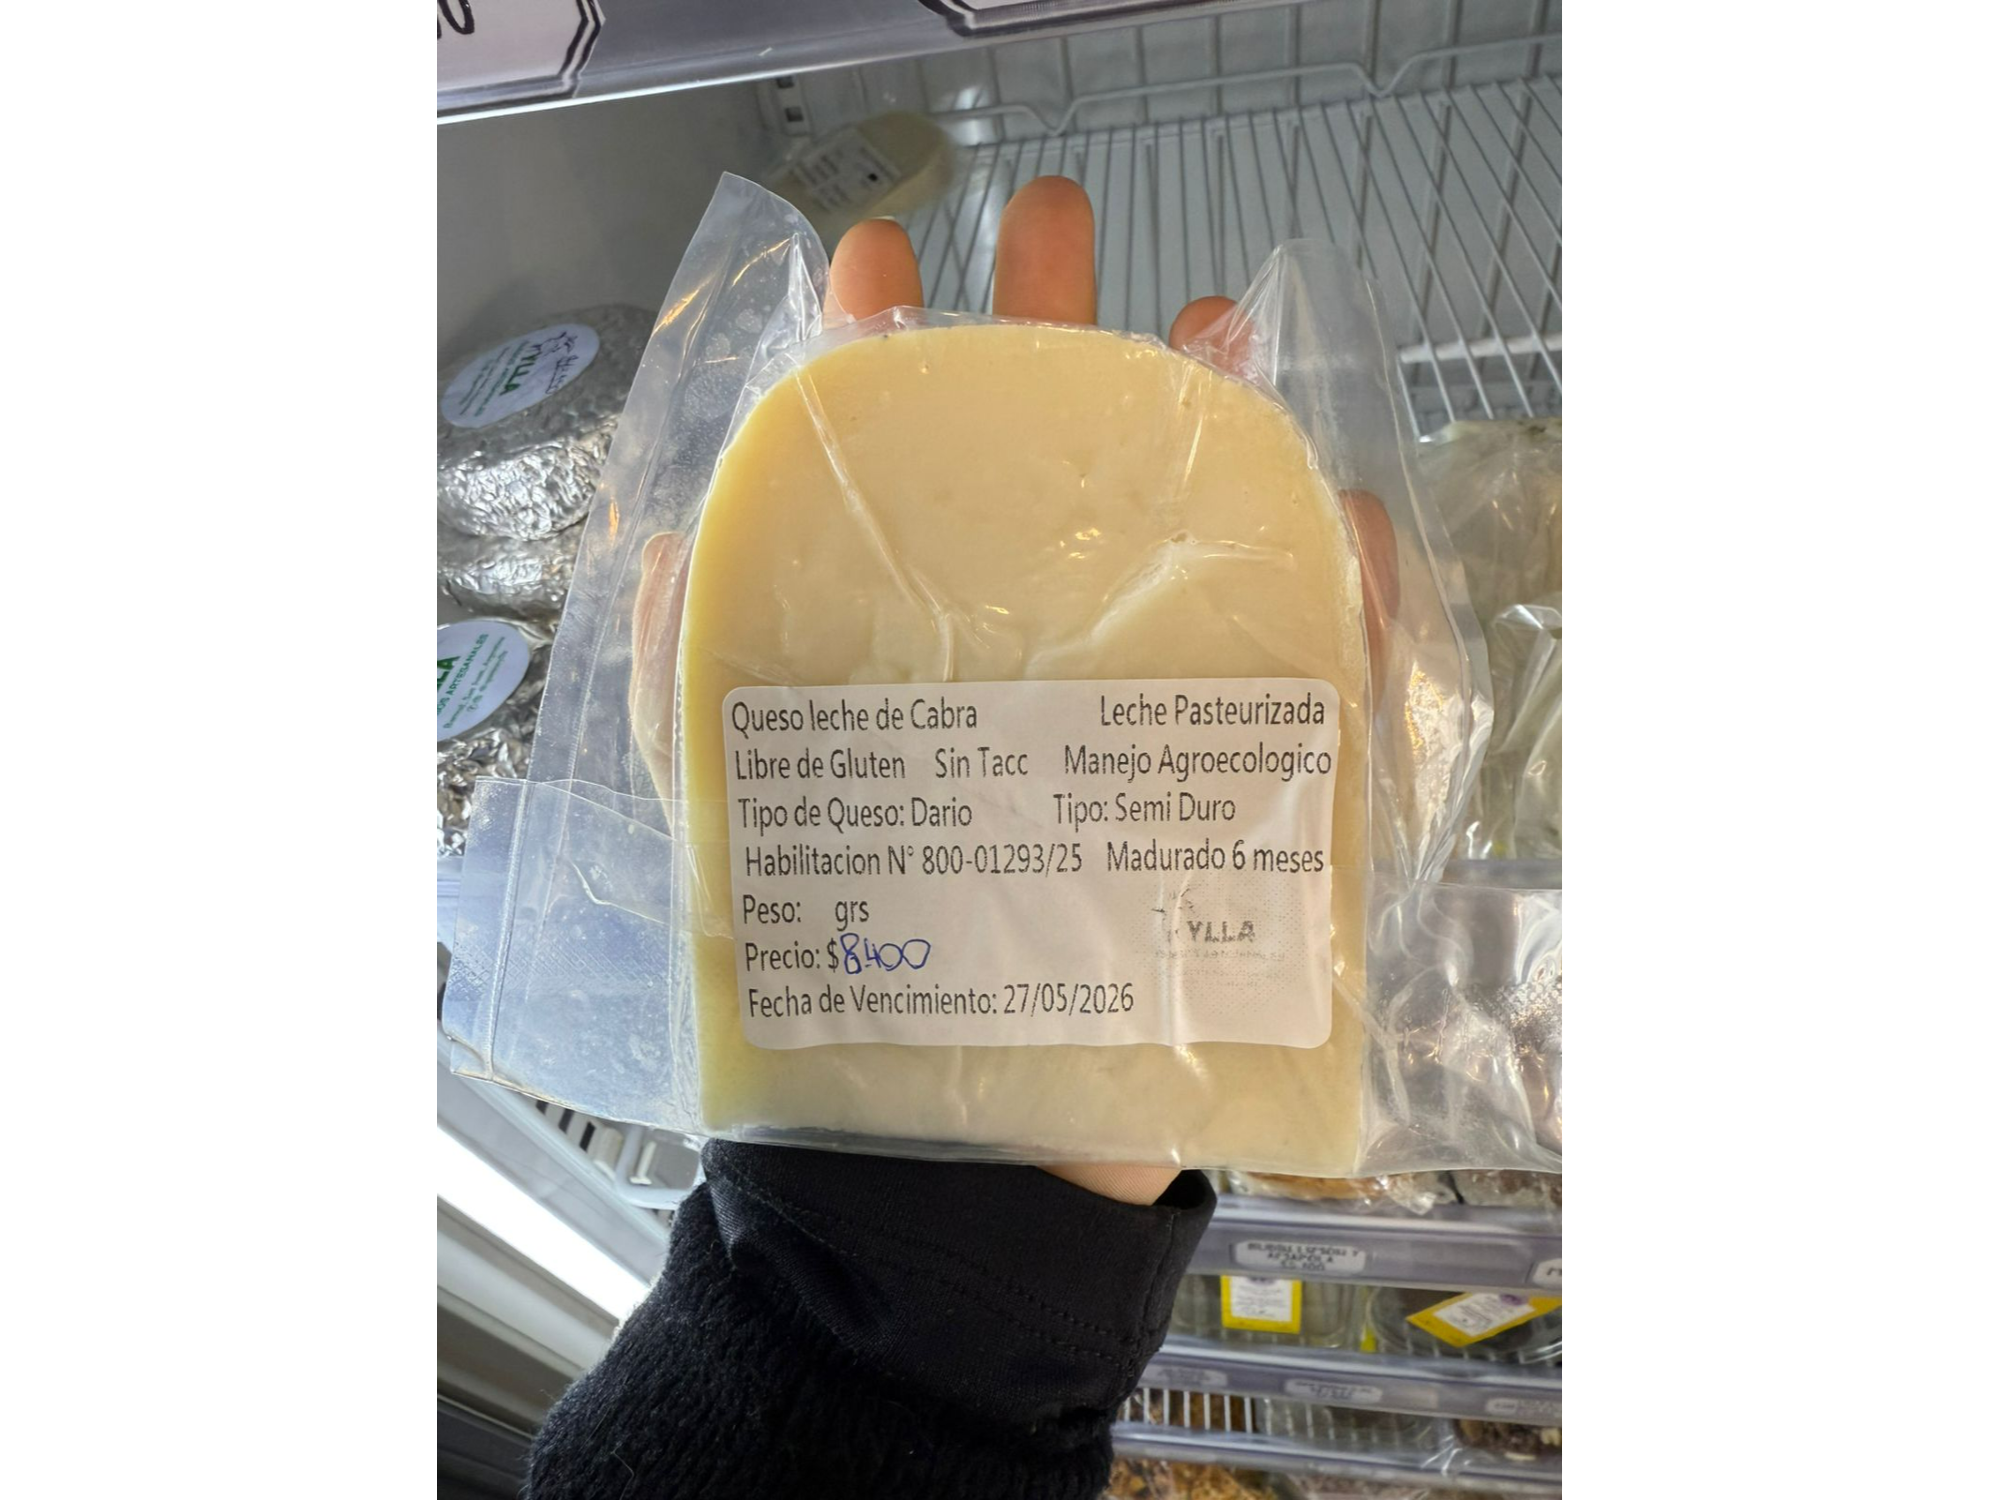 YLLA
ARTESANALES
Queso leche de Cabra Leche Pasteurizada
Libre de Gluten Sin Tacc Manejo Agroecologico
Tipo de Queso: Dario Tipo: Semi Duro
Habilitacion N° 800-01293/25 Madurado 6 meses
Peso: grs
YLLA
Precio: $8400
Fecha de Vencimiento: 27/05/2026